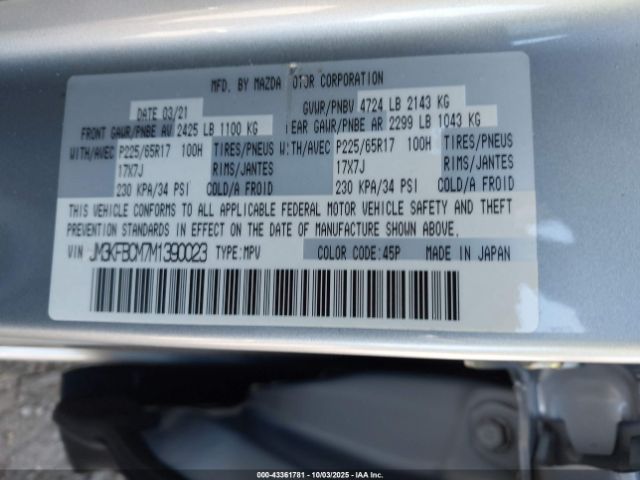 MFD. BY MAZDA MOTOR CORPORATION
DATE 03/21 GVWR/PNBV 4724 LB 2143 KG
FRONT GAWR/PNBE AV 2425 LB 1100 KG REAR GAWR/PNBE AR 2299 LB 1043 KG
WITH/AVEC P225/65R17 100H TIRES/PNEUS WITH/AVEC P225/65R17 100H TIRES/PNEUS
17X7J RIMS/JANTES 17X7J RIMS/JANTES
230 KPA/34 PSI COLD/A FROID 230 KPA/34 PSI COLD/A FROID
THIS VEHICLE CONFORMS TO ALL APPLICABLE FEDERAL MOTOR VEHICLE SAFETY AND THEFT
PREVENTION STANDARDS IN EFFECT ON THE DATE OF MANUFACTURE SHOWN ABOVE.
VIN JM3KFBCM7M1390023 TYPE:MPV COLOR CODE:45P MADE IN JAPAN
000-43361781 - 10/03/2025 - IAA Inc.